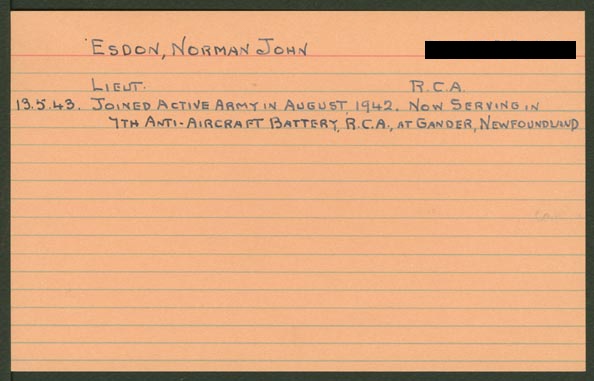 ESDON, NORMAN JOHN
LIEUT. R.C.A.
13.5.43. JOINED ACTIVE ARMY IN AUGUST, 1942. NOW SERVING IN
7TH ANTI-AIRCRAFT BATTERY, R.C.A., AT GANDER, NEWFOUNDLAND